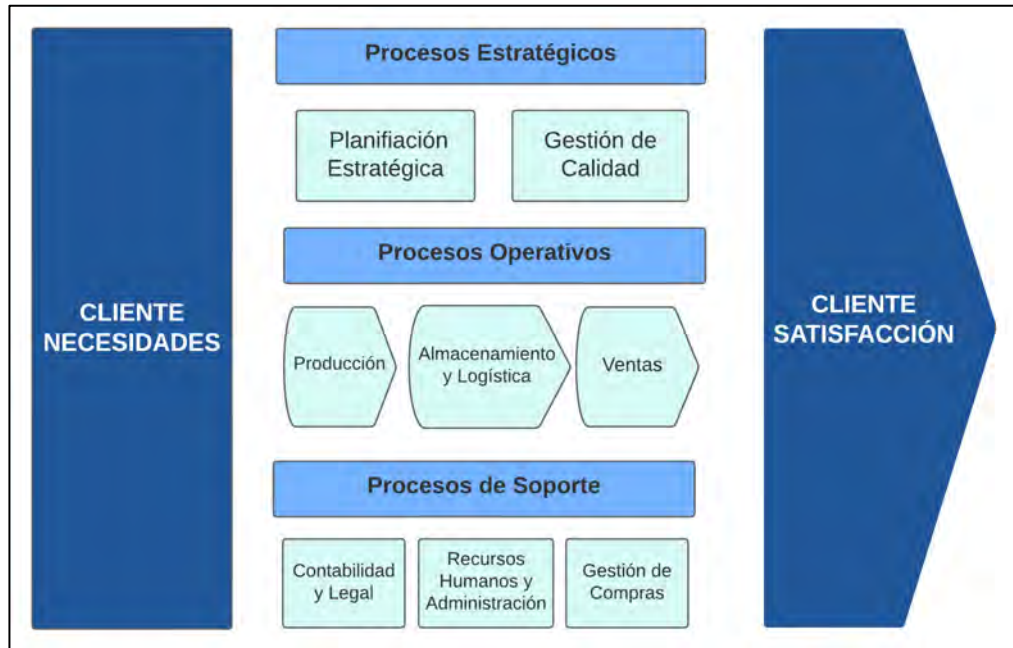 Procesos Estratégicos
Planifiación
Estratégica
Gestión de
Calidad
Procesos Operativos
CLIENTE
NECESIDADES
Producción
Almacenamiento
y Logística
Ventas
CLIENTE
SATISFACCIÓN
Procesos de Soporte
Contabilidad
y Legal
Recursos
Humanos y
Administración
Gestión de
Compras